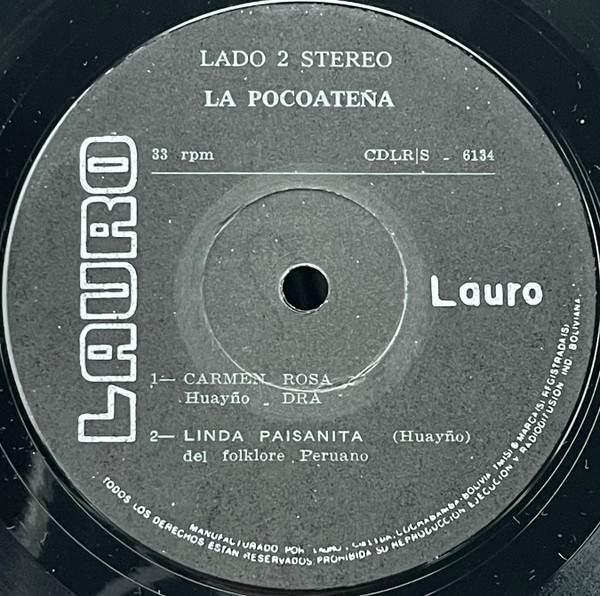 LADO 2 STEREO
LA POCOATEÑA
33 rpm CDLR|S - 6134
LAURO
Lauro
1— CARMEN ROSA
Huayño - DRA
2— LINDA PAISANITA (Huayño)
del folklore Peruano
MANUFACTURADO POR COCHABAMBA-BOLIVIA MARCA(S) REGISTRADA(S)
TODOS LOS DERECHOS ESTAN RESERVADOS PROHIBIDA SU REPRODUCCION EJECUCION Y RADIODIFUSION IND. BOLIVIANA